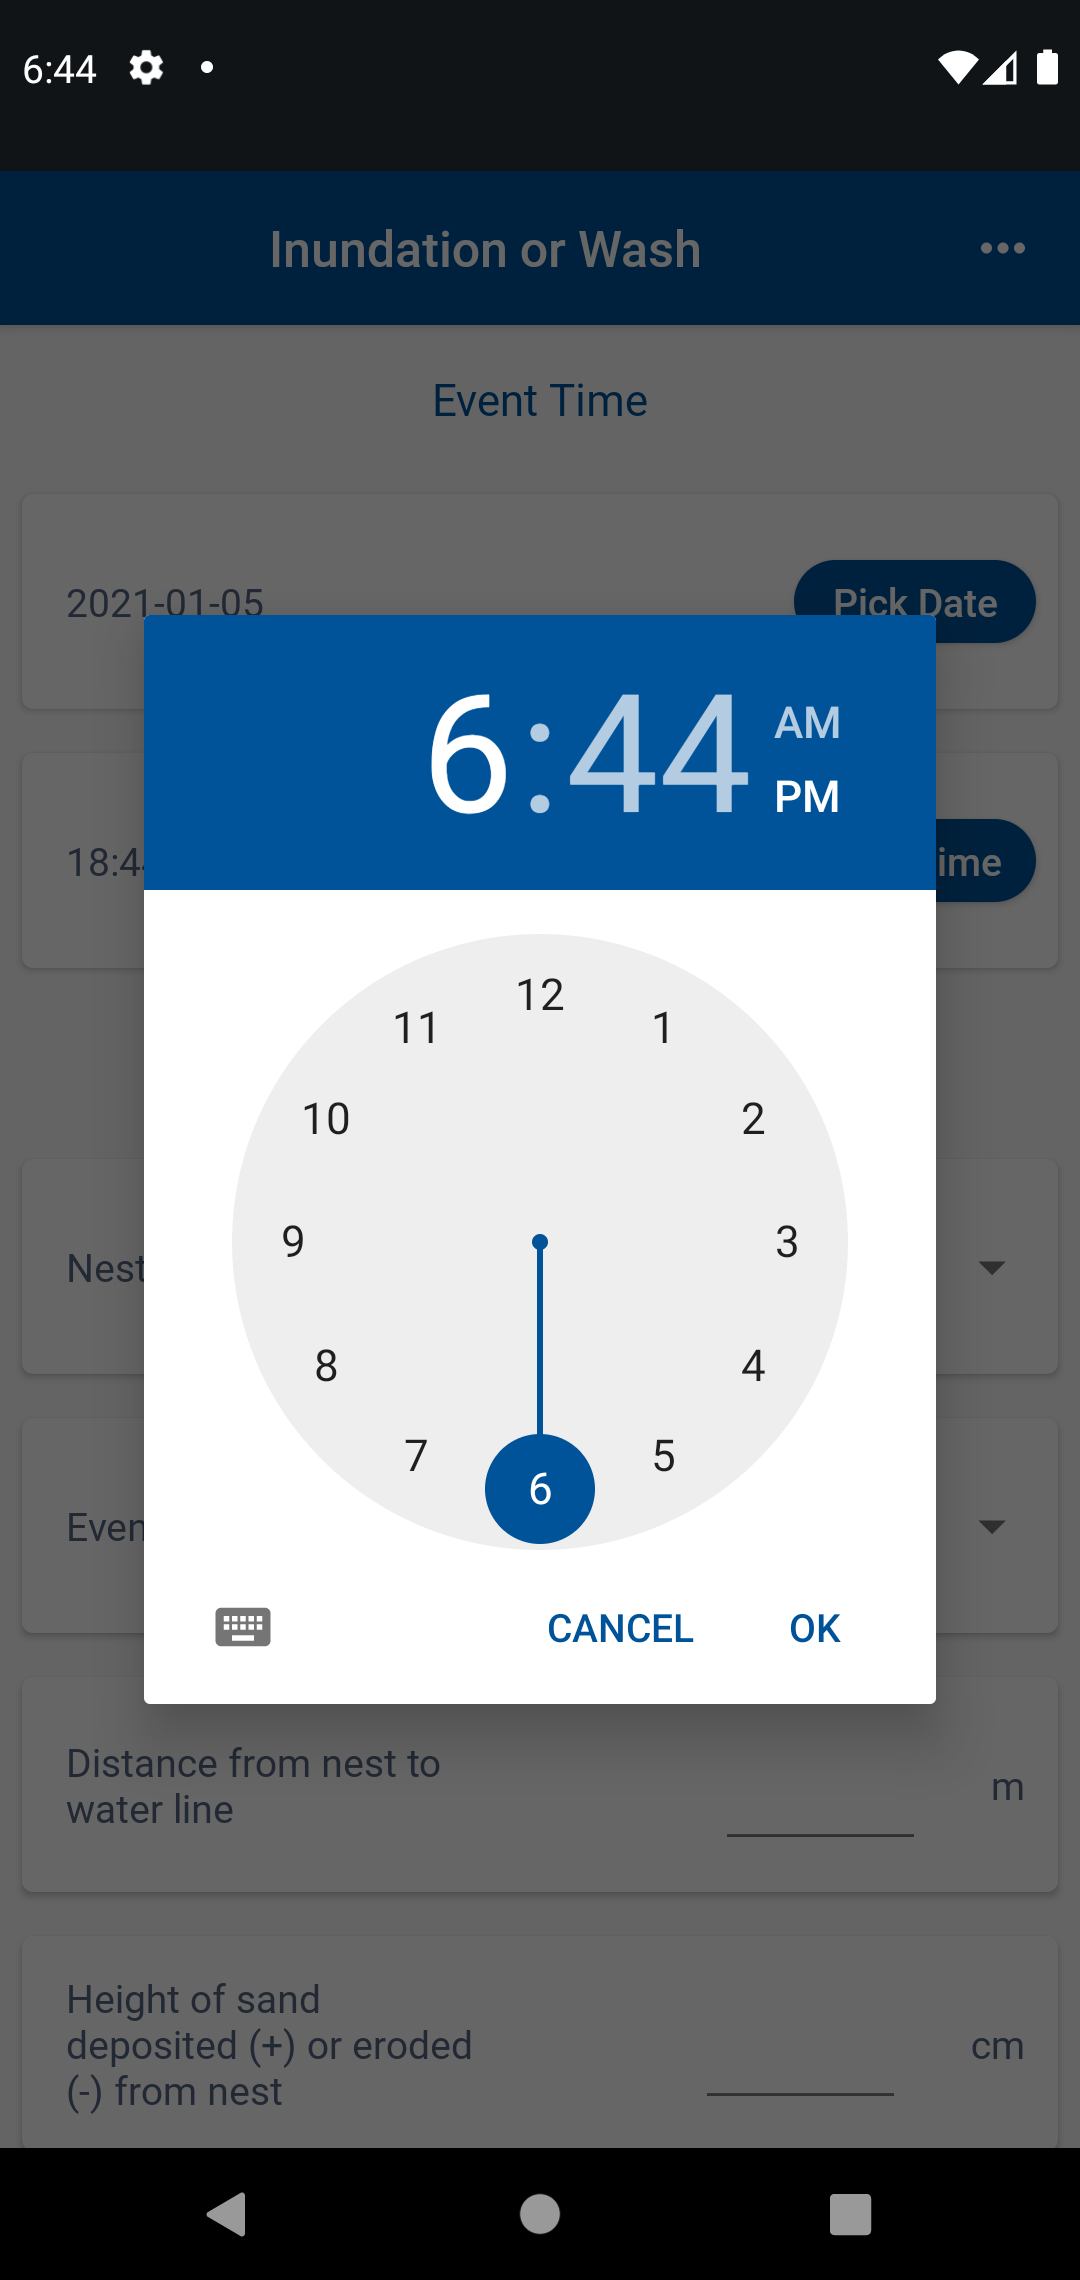 6:44
Inundation or Wash
Event Time
2021-01-05
Pick Date
6:44
AM
PM
18:4
ime
12
11
1
10
2
9
3
Nest
8
4
7
5
6
Even
CANCEL
OK
Distance from nest to
water line
m
Height of sand
deposited (+) or eroded
(-) from nest
cm